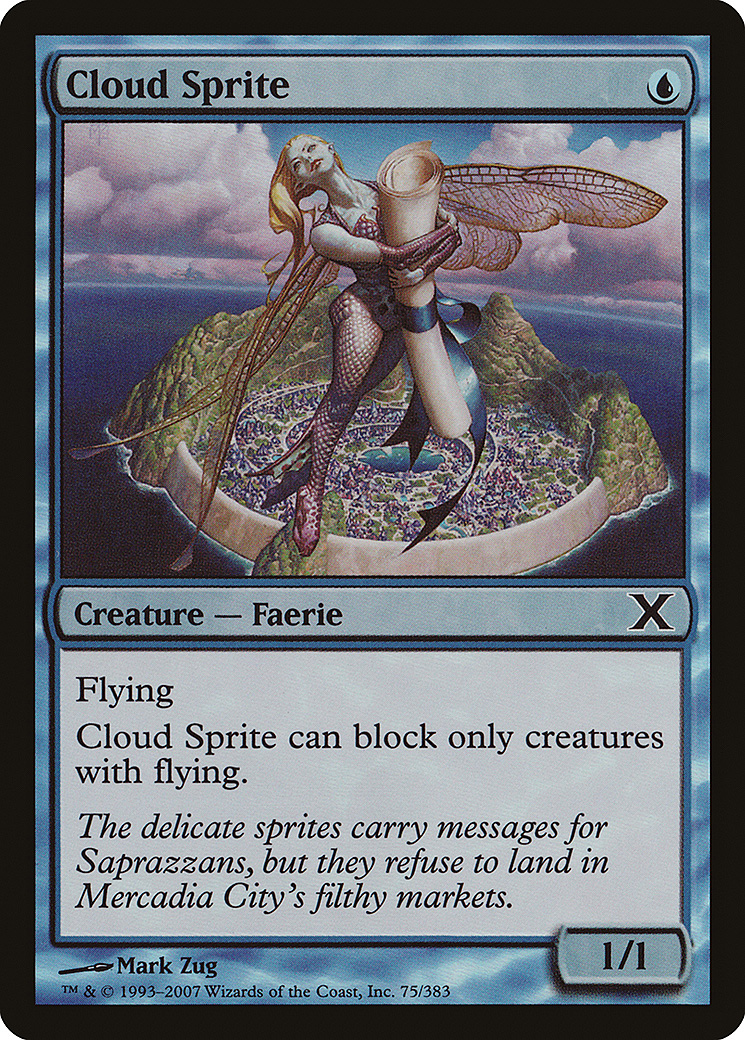 Cloud Sprite
Creature — Faerie
X
Flying
Cloud Sprite can block only creatures
with flying.
The delicate sprites carry messages for
Saprazzans, but they refuse to land in
Mercadia City's filthy markets.
1/1
Mark Zug
™ & © 1993–2007 Wizards of the Coast, Inc. 75/383